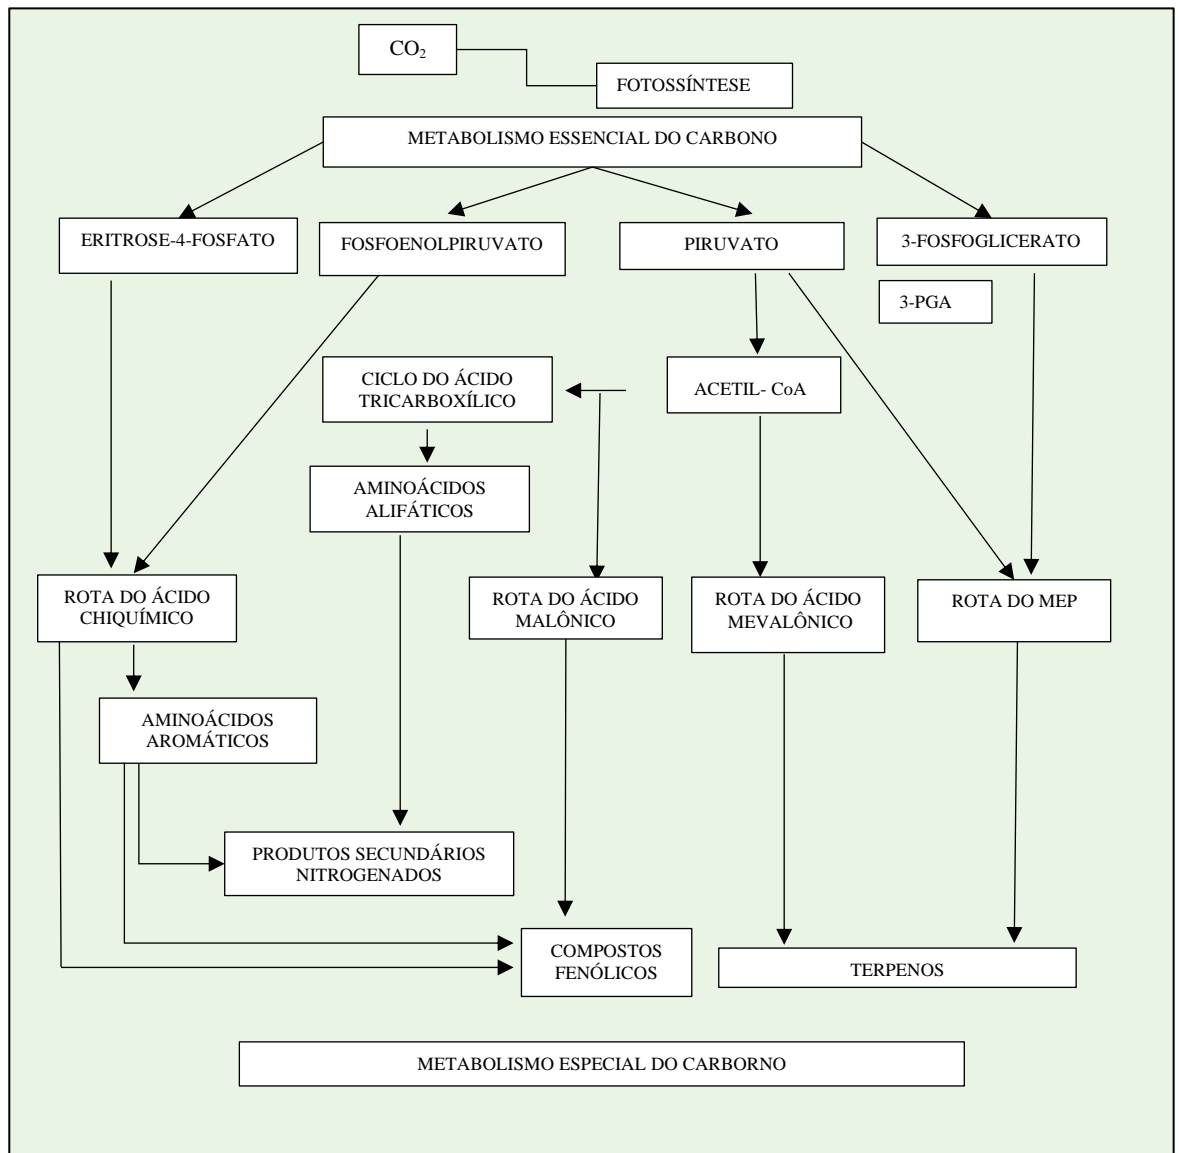 CO₂
FOTOSSÍNTESE
METABOLISMO ESSENCIAL DO CARBONO
ERITROSE-4-FOSFATO
FOSFOENOLPIRUVATO
PIRUVATO
3-FOSFOGLICERATO
3-PGA
CICLO DO ÁCIDO
TRICARBOXÍLICO
ACETIL- CoA
AMINOÁCIDOS
ALIFÁTICOS
ROTA DO ÁCIDO
CHIQUÍMICO
ROTA DO ÁCIDO
MALÔNICO
ROTA DO ÁCIDO
MEVALÔNICO
ROTA DO MEP
AMINOÁCIDOS
AROMÁTICOS
PRODUTOS SECUNDÁRIOS
NITROGENADOS
COMPOSTOS
FENÓLICOS
TERPENOS
METABOLISMO ESPECIAL DO CARBORNO